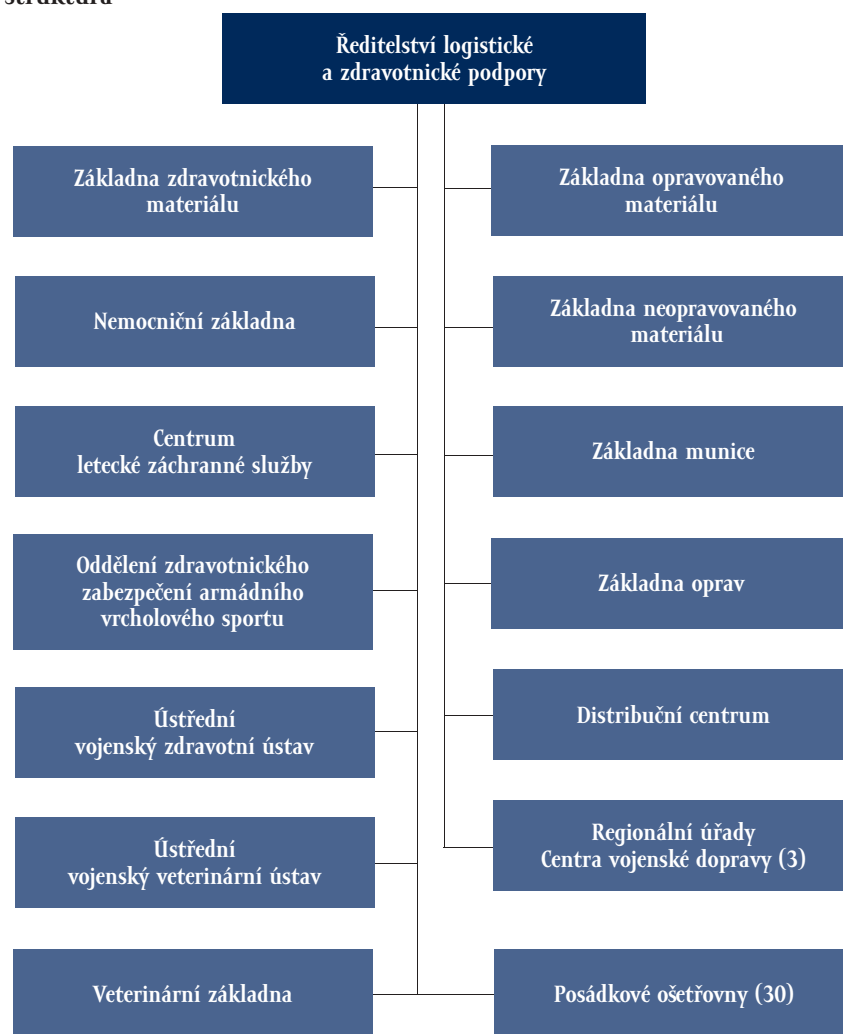 struktura
Ředitelství logistické
a zdravotnické podpory
Základna zdravotnického
materiálu
Základna opravovaného
materiálu
Nemocniční základna
Základna neopravovaného
materiálu
Centrum
letecké záchranné služby
Základna munice
Oddělení zdravotnického
zabezpečení armádního
vrcholového sportu
Základna oprav
Ústřední
vojenský zdravotní ústav
Distribuční centrum
Ústřední
vojenský veterinární ústav
Regionální úřady
Centra vojenské dopravy (3)
Veterinární základna
Posádkové ošetřovny (30)